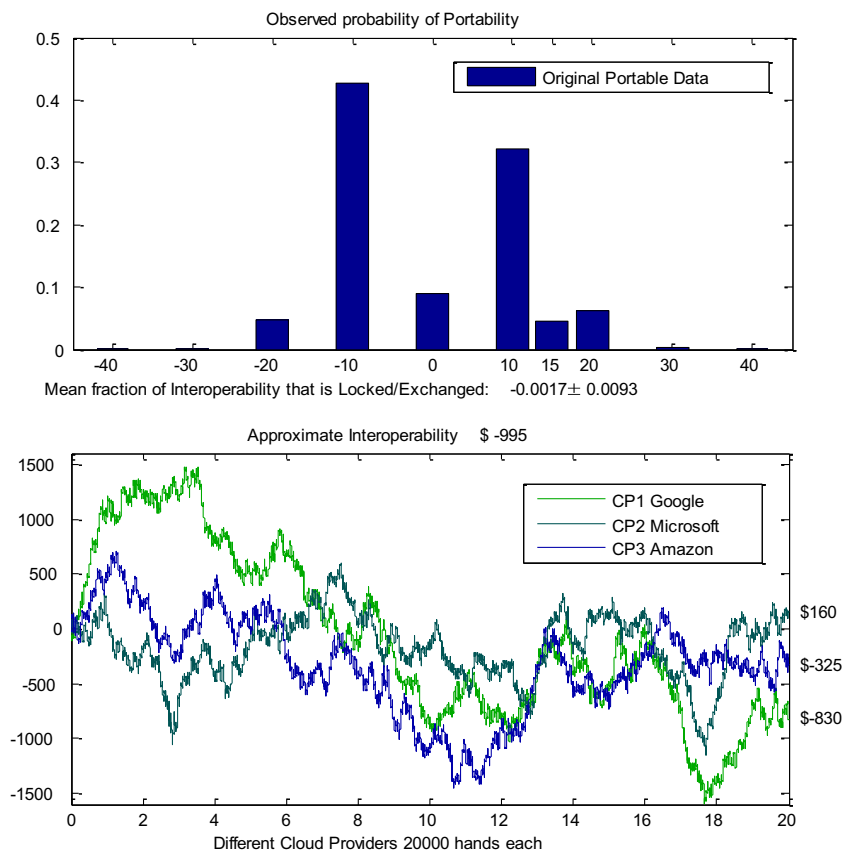 Observed probability of Portability
0.5
0.4
0.3
0.2
0.1
0
Original Portable Data
-40 -30 -20 -10 0 10 15 20 30 40
Mean fraction of Interoperability that is Locked/Exchanged: -0.0017± 0.0093
Approximate Interoperability $ -995
1500
1000
500
0
-500
-1000
-1500
CP1 Google
CP2 Microsoft
CP3 Amazon
$160
$-325
$-830
0 2 4 6 8 10 12 14 16 18 20
Different Cloud Providers 20000 hands each